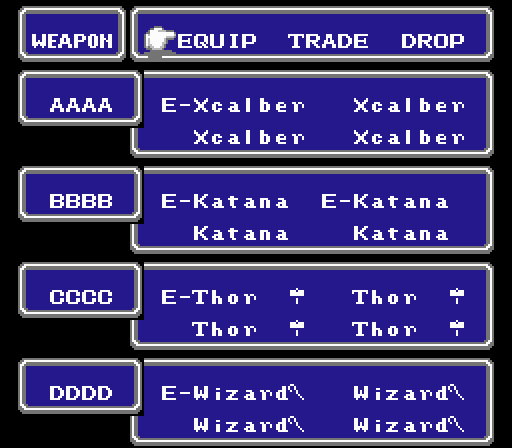 WEAPON EQUIP TRADE DROP
AAAA E-Xcalber Xcalber
Xcalber
BBBB E-Katana E-Katana
Katana Katana
CCCC E-Thor Thor
Thor Thor
DDDD E-Wizard Wizard
Wizard Wizard